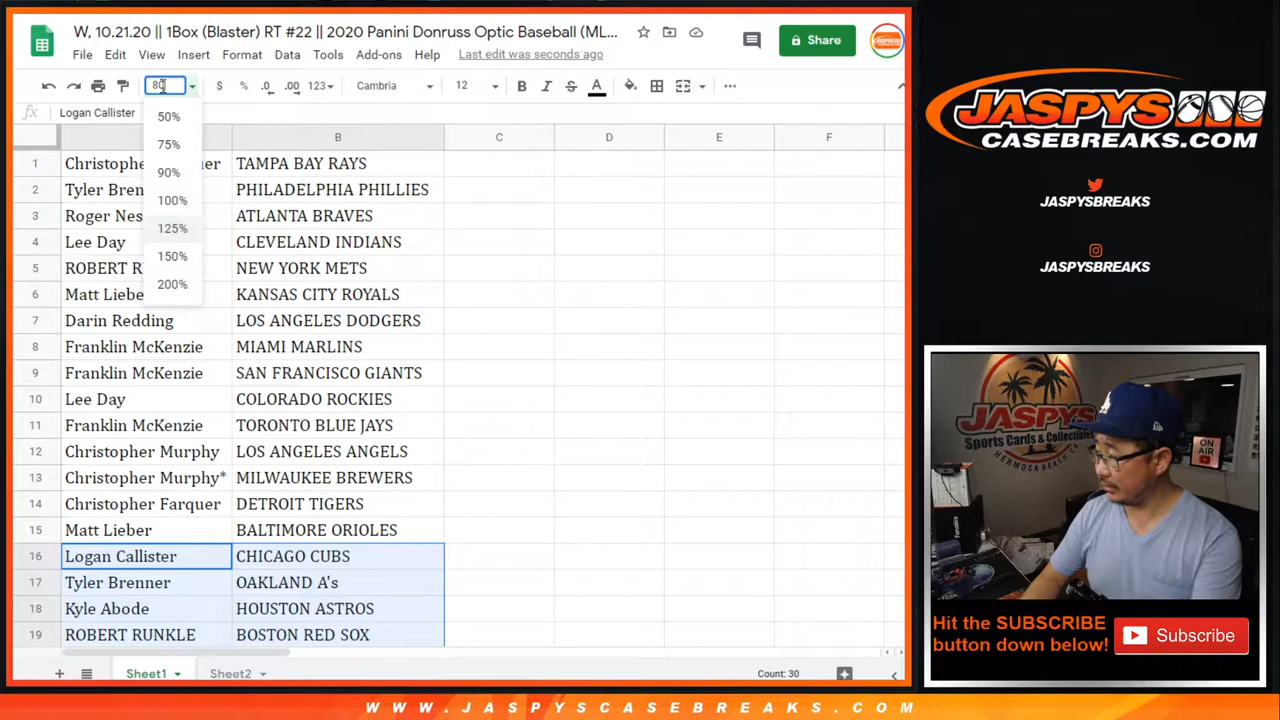 W, 10.21.20 || 1Box (Blaster) RT #22 || 2020 Panini Donruss Optic Baseball (ML...
Share
File Edit View Insert Format Data Tools Add-ons Help Last edit was seconds ago
80 $ % .0 .00 123 Cambria 12 B I S A
fx Logan Callister
50%
75%
90%
100%
125%
150%
200%
A B C D E F
1 Christopher Farquer TAMPA BAY RAYS
2 Tyler Bren PHILADELPHIA PHILLIES
3 Roger Nes ATLANTA BRAVES
4 Lee Day CLEVELAND INDIANS
5 ROBERT R NEW YORK METS
6 Matt Liebe KANSAS CITY ROYALS
7 Darin Redding LOS ANGELES DODGERS
8 Franklin McKenzie MIAMI MARLINS
9 Franklin McKenzie SAN FRANCISCO GIANTS
10 Lee Day COLORADO ROCKIES
11 Franklin McKenzie TORONTO BLUE JAYS
12 Christopher Murphy LOS ANGELES ANGELS
13 Christopher Murphy* MILWAUKEE BREWERS
14 Christopher Farquer DETROIT TIGERS
15 Matt Lieber BALTIMORE ORIOLES
16 Logan Callister CHICAGO CUBS
17 Tyler Brenner OAKLAND A's
18 Kyle Abode HOUSTON ASTROS
19 ROBERT RUNKLE BOSTON RED SOX
Sheet1 Sheet2 Count: 30
JASPYS
CASEBREAKS.COM
JASPYSBREAKS
JASPYSBREAKS
JASPYS
Sports Cards & Collectibles
HERMOSA BEACH
ON AIR
Fanatics
Hit the SUBSCRIBE
button down below!
Subscribe
WWW.JASPYSCASEBREAKS.COM